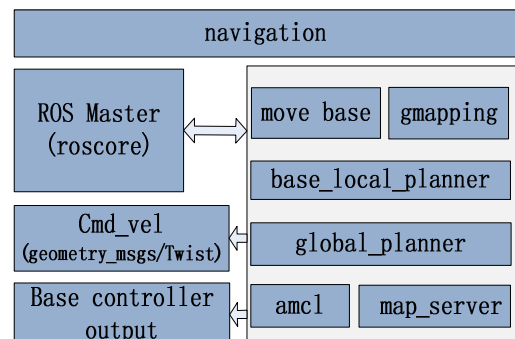 navigation
ROS Master
(roscore)
move base
gmapping
base_local_planner
Cmd_vel
(geometry_msgs/Twist)
global_planner
Base controller
output
amcl
map_server